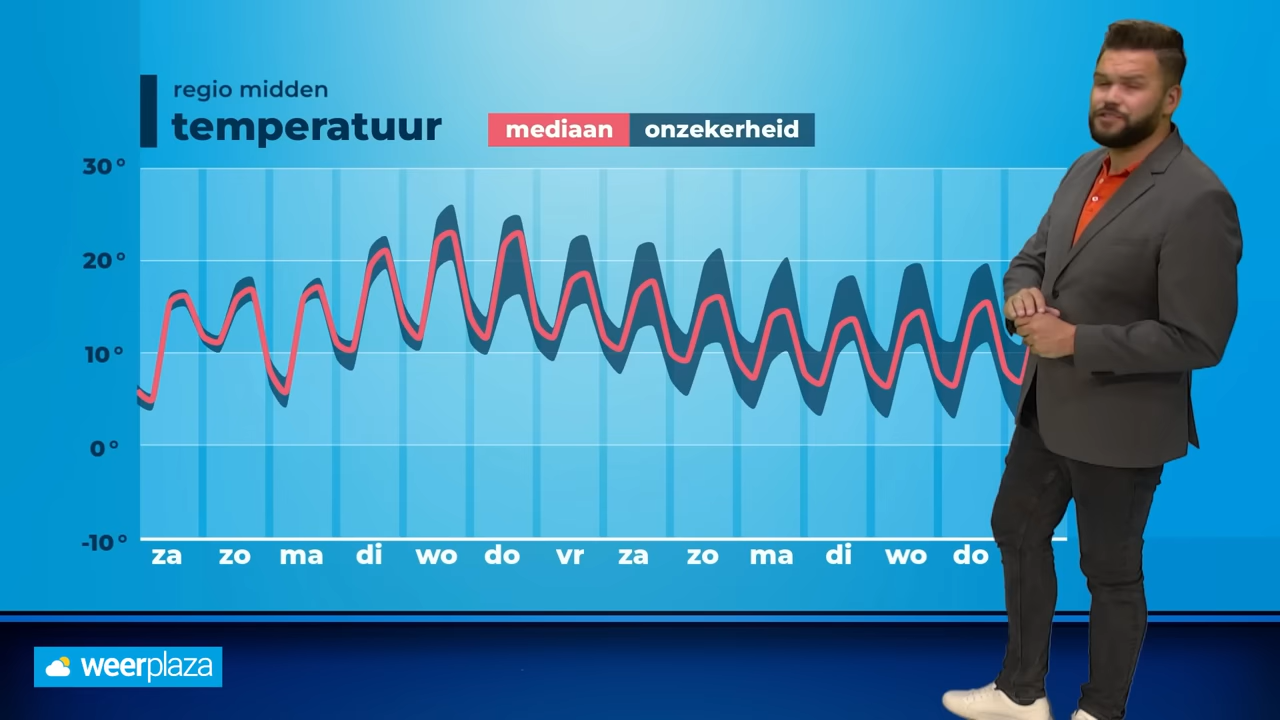 regio midden
temperatuur
mediaan onzekerheid
30°
20°
10°
0°
-10°
za zo ma di wo do vr za zo ma di wo do
weerplaza